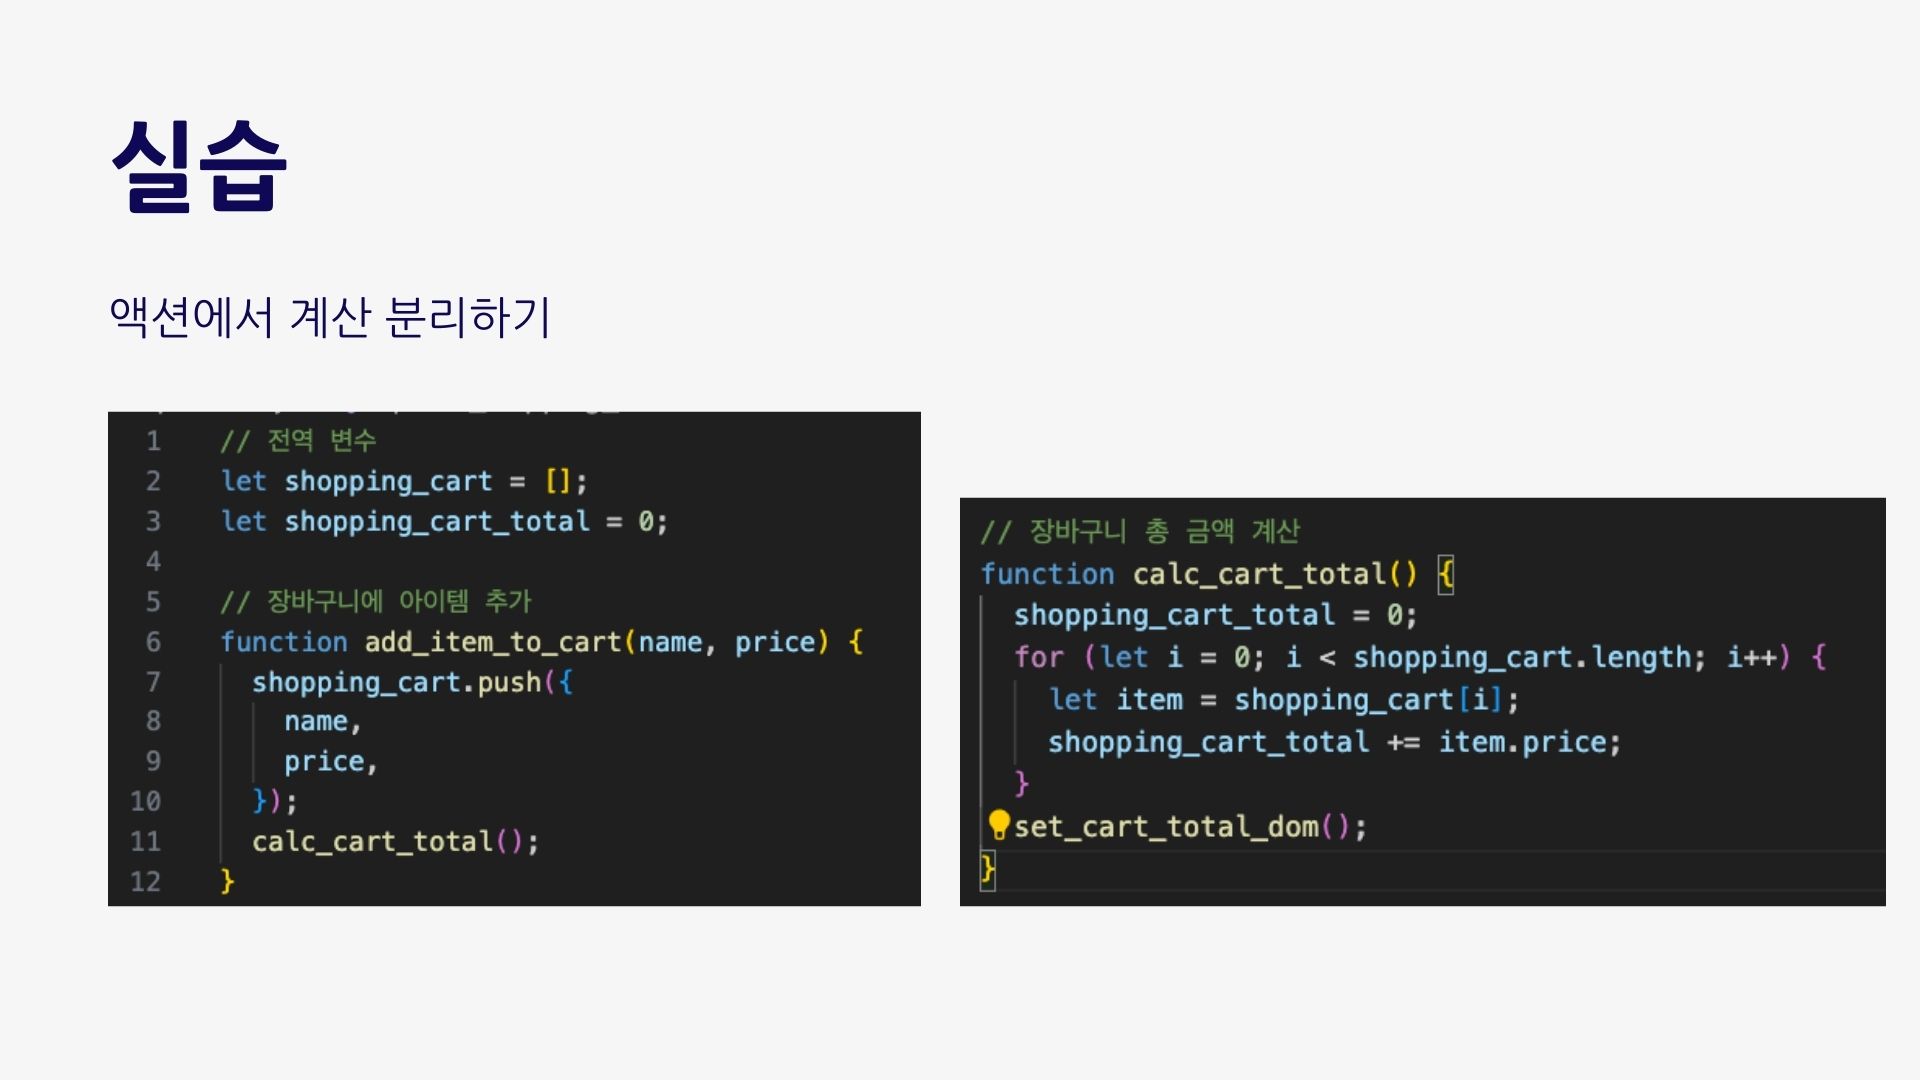 실습
액션에서 계산 분리하기
1 // 전역 변수
2 let shopping_cart = [];
3 let shopping_cart_total = 0;
4
5 // 장바구니에 아이템 추가
6 function add_item_to_cart(name, price) {
7 shopping_cart.push({
8 name,
9 price,
10 });
11 calc_cart_total();
12 }
// 장바구니 총 금액 계산
function calc_cart_total() {
shopping_cart_total = 0;
for (let i = 0; i < shopping_cart.length; i++) {
let item = shopping_cart[i];
shopping_cart_total += item.price;
}
set_cart_total_dom();
}